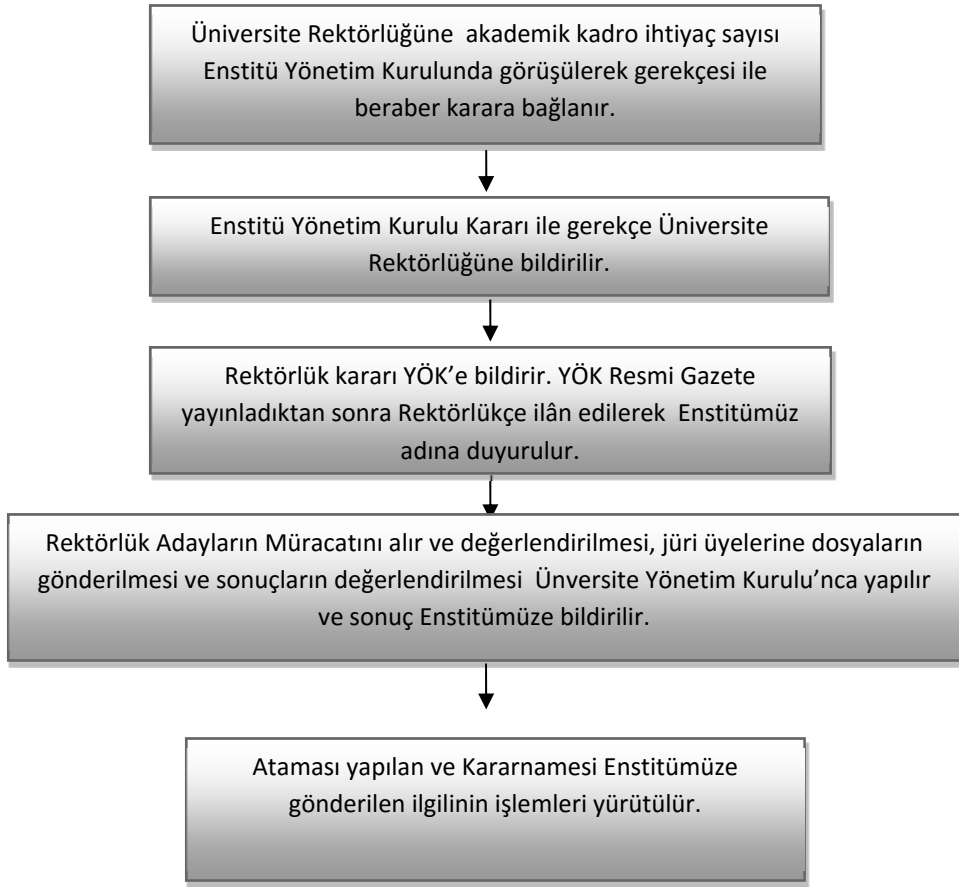 Üniversite Rektörlüğüne  akademik kadro ihtiyaç sayısı
Enstitü Yönetim Kurulunda görüşülerek gerekçesi ile
beraber karara bağlanır.
Enstitü Yönetim Kurulu Kararı ile gerekçe Üniversite
Rektörlüğüne bildirilir.
Rektörlük kararı YÖK’e bildirir. YÖK Resmi Gazete
yayınladıktan sonra Rektörlükçe ilân edilerek  Enstitümüz
adına duyurulur.
Rektörlük Adayların Müracatını alır ve değerlendirilmesi, jüri üyelerine dosyaların
gönderilmesi ve sonuçların değerlendirilmesi  Ünversite Yönetim Kurulu’nca yapılır
ve sonuç Enstitümüze bildirilir.
Ataması yapılan ve Kararnamesi Enstitümüze
gönderilen ilgilinin işlemleri yürütülür.